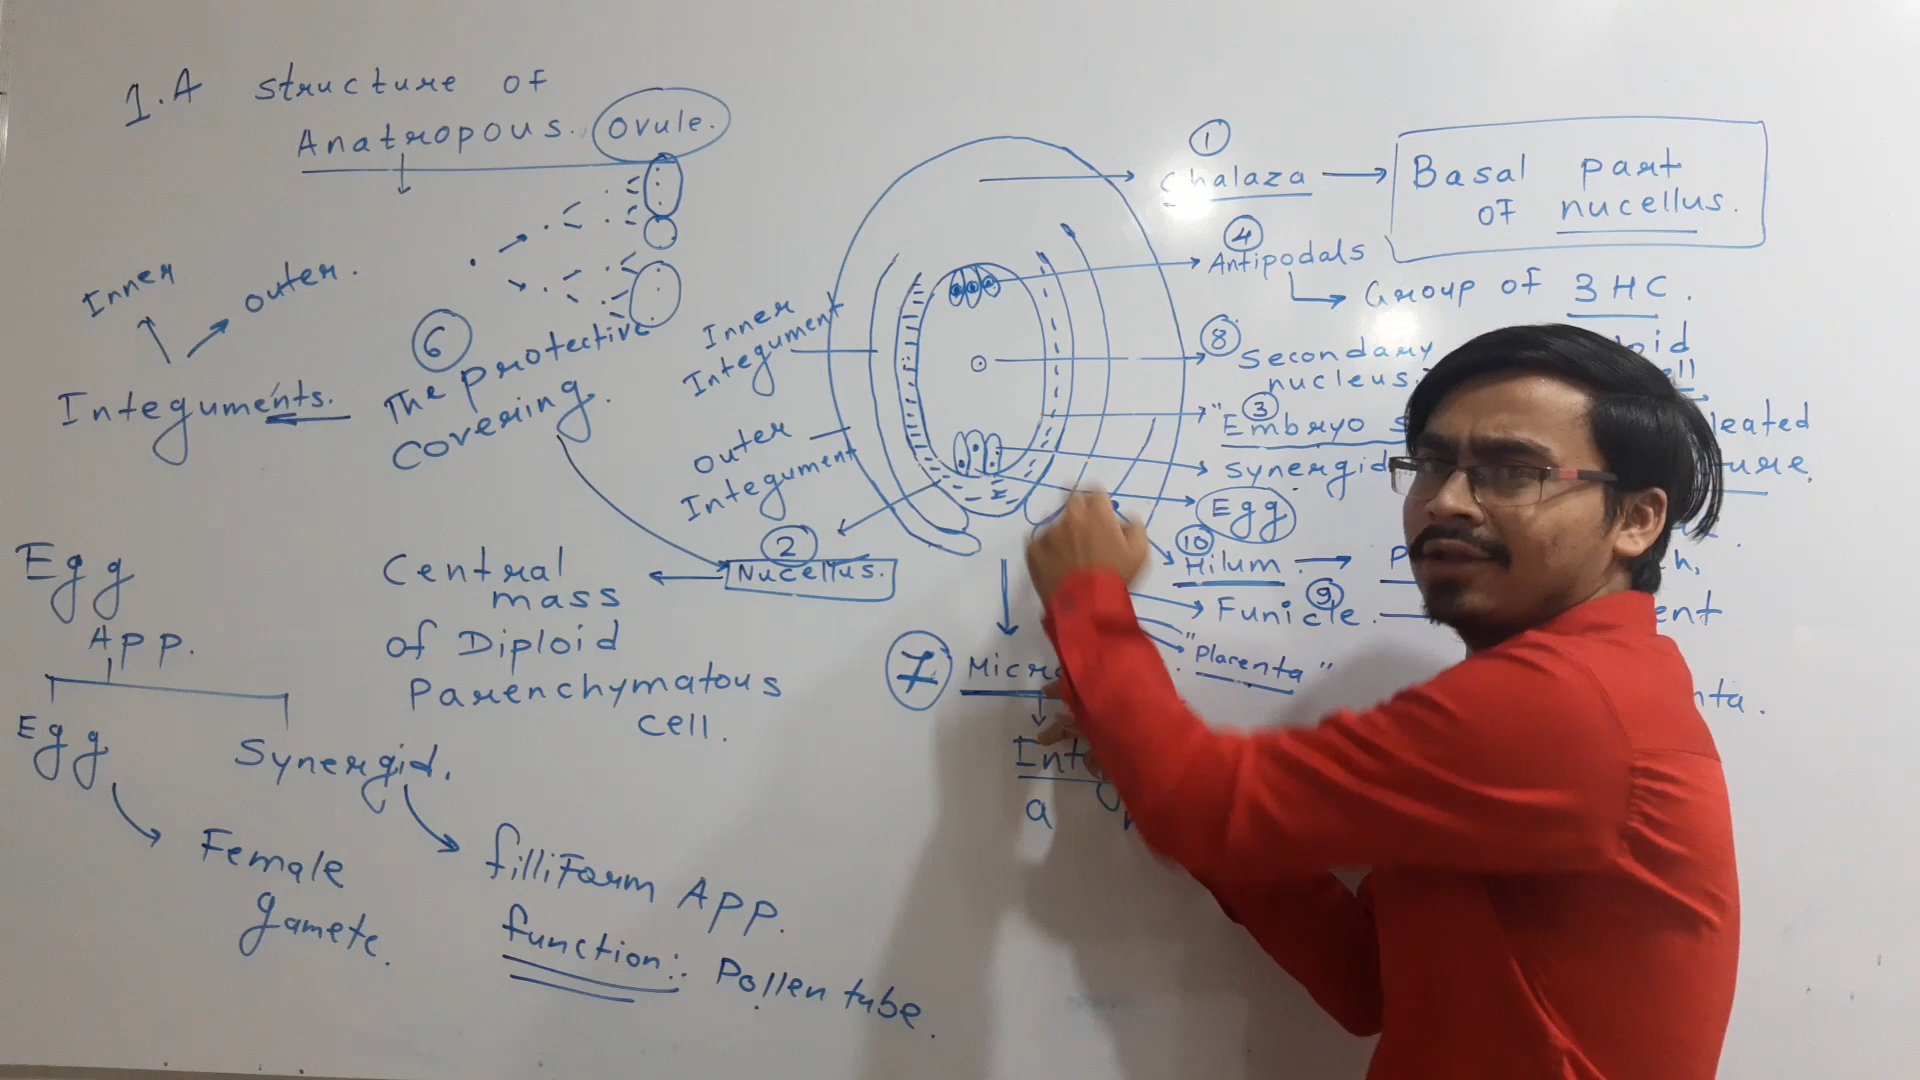 1. A structure of
Anatropous. Ovule.
Inner
outer.
Integuments.
6
The protective
covering.
Inner
Integument
outer
Integument
2
Nucellus.
Central
mass
of Diploid
Parenchymatous
cell.
Egg
App.
Egg
Synergid.
Female
gamete.
filliform App.
function:- Pollen tube.
1
Chalaza
Basal part
of nucellus.
4
Antipodals
Group of 3HC.
8
Secondary
nucleus.
3
"Embryo
synergid
Egg
10
Hilum
9
Funicle.
"Placenta"
7
a